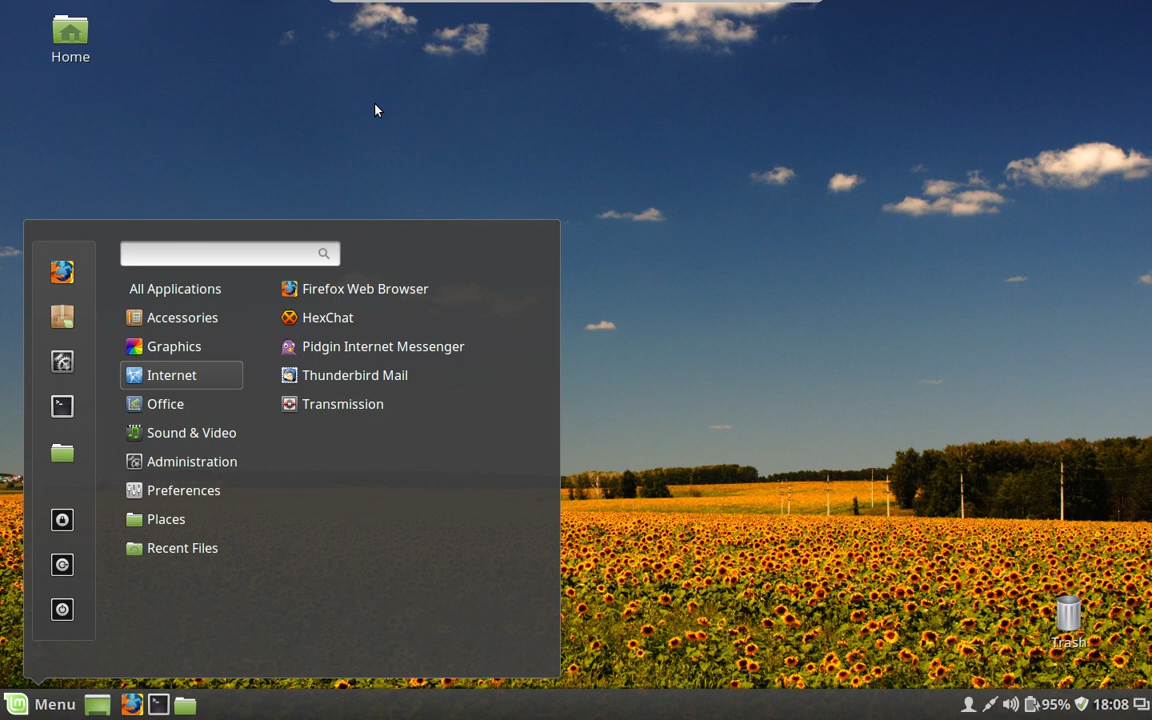 Home
All Applications
Accessories
Graphics
Internet
Office
Sound & Video
Administration
Preferences
Places
Recent Files
Firefox Web Browser
HexChat
Pidgin Internet Messenger
Thunderbird Mail
Transmission
Trash
Menu
95%
18:08